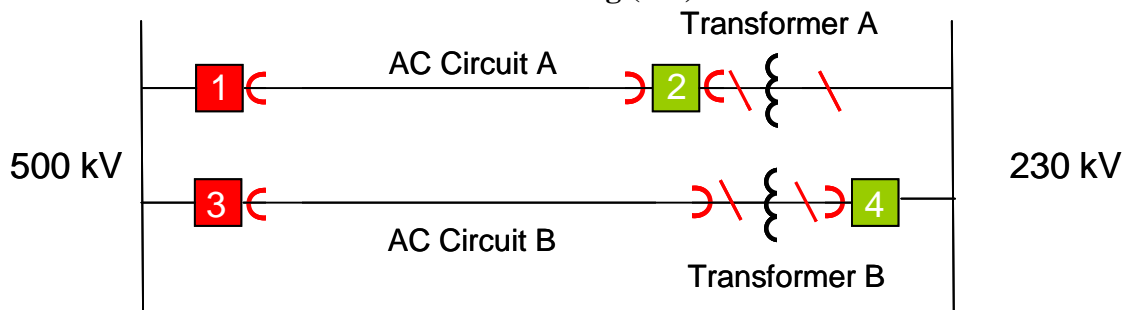 Transformer A
AC Circuit A
1
2
500 kV
230 kV
3
4
AC Circuit B
Transformer B